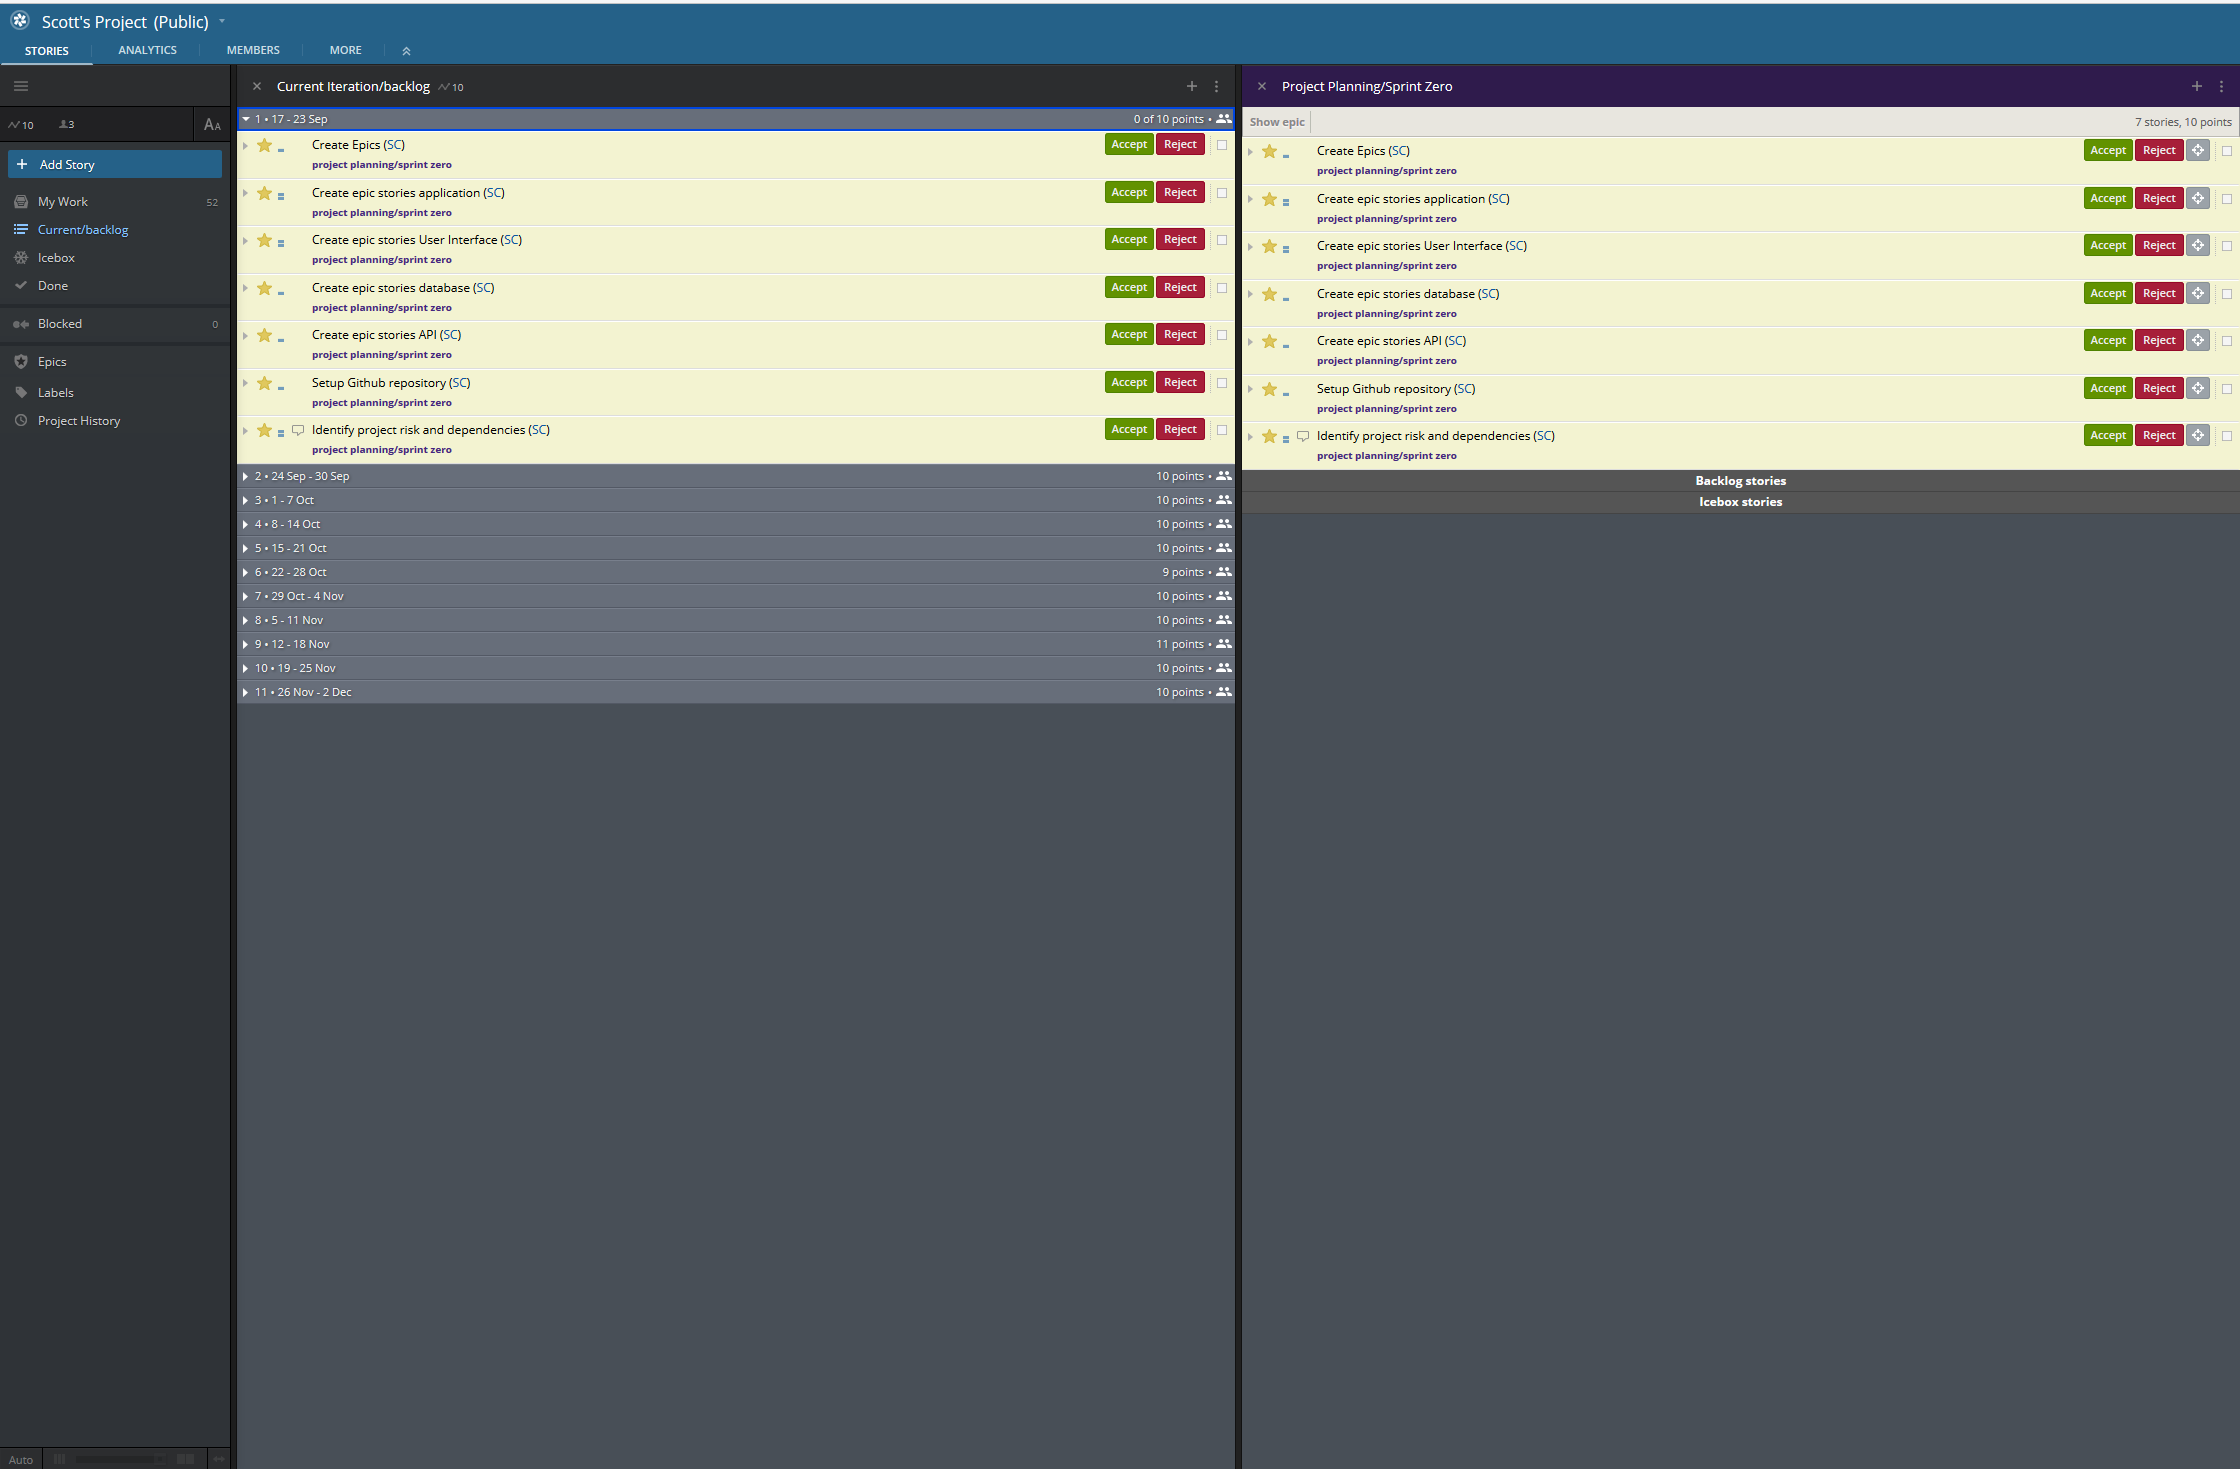 Scott's Project (Public)
STORIES ANALYTICS MEMBERS MORE
10 3 AA
Add Story
My Work 52
Current/backlog
Icebox
Done
Blocked 0
Epics
Labels
Project History
Auto
Current Iteration/backlog 10
1 • 17 - 23 Sep 0 of 10 points •
Create Epics (SC) Accept Reject
project planning/sprint zero
Create epic stories application (SC) Accept Reject
project planning/sprint zero
Create epic stories User Interface (SC) Accept Reject
project planning/sprint zero
Create epic stories database (SC) Accept Reject
project planning/sprint zero
Create epic stories API (SC) Accept Reject
project planning/sprint zero
Setup Github repository (SC) Accept Reject
project planning/sprint zero
Identify project risk and dependencies (SC) Accept Reject
project planning/sprint zero
2 • 24 Sep - 30 Sep 10 points •
3 • 1 - 7 Oct 10 points •
4 • 8 - 14 Oct 10 points •
5 • 15 - 21 Oct 10 points •
6 • 22 - 28 Oct 9 points •
7 • 29 Oct - 4 Nov 10 points •
8 • 5 - 11 Nov 10 points •
9 • 12 - 18 Nov 11 points •
10 • 19 - 25 Nov 10 points •
11 • 26 Nov - 2 Dec 10 points •
Project Planning/Sprint Zero
Show epic 7 stories, 10 points
Create Epics (SC) Accept Reject
project planning/sprint zero
Create epic stories application (SC) Accept Reject
project planning/sprint zero
Create epic stories User Interface (SC) Accept Reject
project planning/sprint zero
Create epic stories database (SC) Accept Reject
project planning/sprint zero
Create epic stories API (SC) Accept Reject
project planning/sprint zero
Setup Github repository (SC) Accept Reject
project planning/sprint zero
Identify project risk and dependencies (SC) Accept Reject
project planning/sprint zero
Backlog stories
Icebox stories